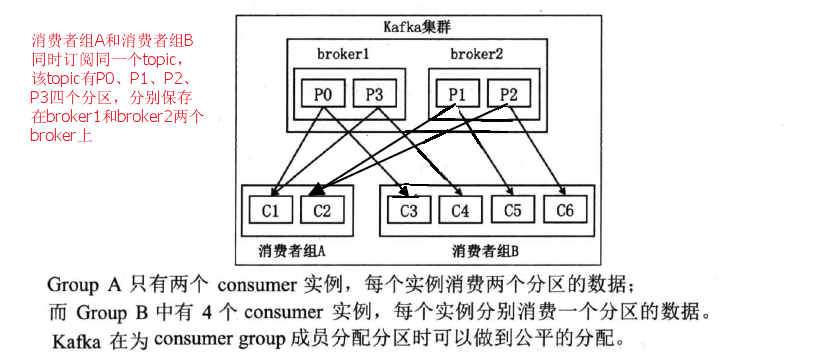 消费者组A和消费者组B
同时订阅同一个topic，
该topic有P0、P1、P2、
P3四个分区，分别保存
在broker1和broker2两个
broker上
Kafka集群
broker1 broker2
P0 P3 P1 P2
C1 C2 C3 C4 C5 C6
消费者组A 消费者组B
Group A 只有两个 consumer 实例，每个实例消费两个分区的数据；
而 Group B 中有 4 个 consumer 实例，每个实例分别消费一个分区的数据。
Kafka 在为 consumer group 成员分配分区时可以做到公平的分配。